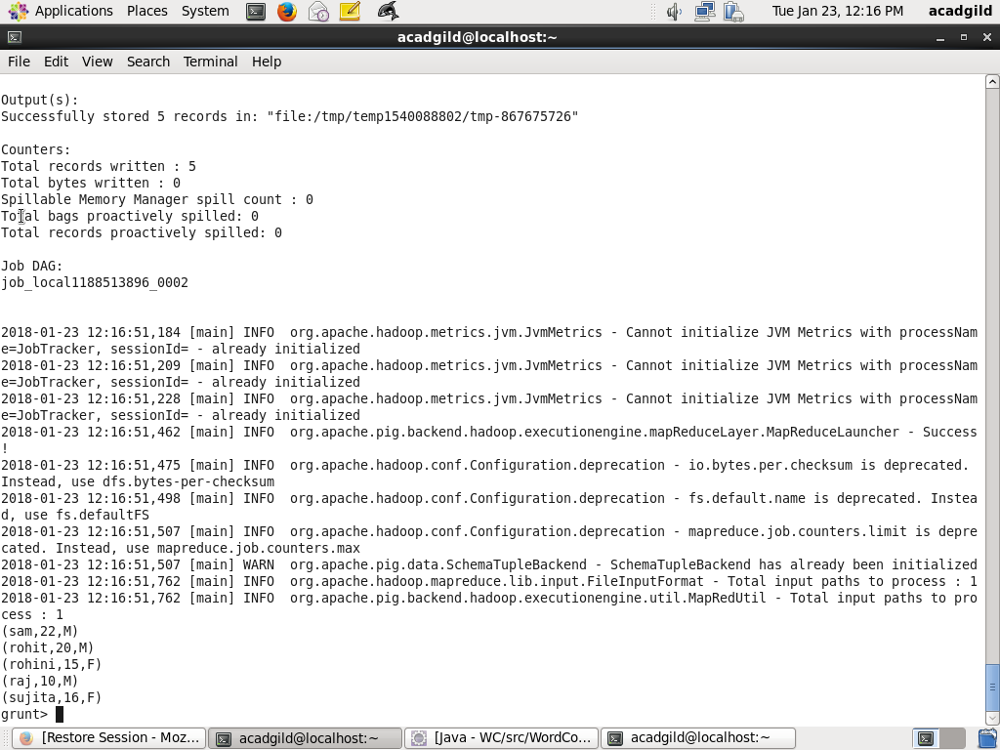 Applications Places System Tue Jan 23, 12:16 PM acadgild
acadgild@localhost:~
File Edit View Search Terminal Help
Output(s):
Successfully stored 5 records in: "file:/tmp/temp1540088802/tmp-867675726"
Counters:
Total records written : 5
Total bytes written : 0
Spillable Memory Manager spill count : 0
Total bags proactively spilled: 0
Total records proactively spilled: 0
Job DAG:
job_local1188513896_0002
2018-01-23 12:16:51,184 [main] INFO  org.apache.hadoop.metrics.jvm.JvmMetrics - Cannot initialize JVM Metrics with processNam
e=JobTracker, sessionId= - already initialized
2018-01-23 12:16:51,209 [main] INFO  org.apache.hadoop.metrics.jvm.JvmMetrics - Cannot initialize JVM Metrics with processNam
e=JobTracker, sessionId= - already initialized
2018-01-23 12:16:51,228 [main] INFO  org.apache.hadoop.metrics.jvm.JvmMetrics - Cannot initialize JVM Metrics with processNam
e=JobTracker, sessionId= - already initialized
2018-01-23 12:16:51,462 [main] INFO  org.apache.pig.backend.hadoop.executionengine.mapReduceLayer.MapReduceLauncher - Success
!
2018-01-23 12:16:51,475 [main] INFO  org.apache.hadoop.conf.Configuration.deprecation - io.bytes.per.checksum is deprecated.
Instead, use dfs.bytes-per-checksum
2018-01-23 12:16:51,498 [main] INFO  org.apache.hadoop.conf.Configuration.deprecation - fs.default.name is deprecated. Instea
d, use fs.defaultFS
2018-01-23 12:16:51,507 [main] INFO  org.apache.hadoop.conf.Configuration.deprecation - mapreduce.job.counters.limit is depre
cated. Instead, use mapreduce.job.counters.max
2018-01-23 12:16:51,507 [main] WARN  org.apache.pig.data.SchemaTupleBackend - SchemaTupleBackend has already been initialized
2018-01-23 12:16:51,762 [main] INFO  org.apache.hadoop.mapreduce.lib.input.FileInputFormat - Total input paths to process : 1
2018-01-23 12:16:51,762 [main] INFO  org.apache.pig.backend.hadoop.executionengine.util.MapRedUtil - Total input paths to pro
cess : 1
(sam,22,M)
(rohit,20,M)
(rohini,15,F)
(raj,10,M)
(sujita,16,F)
grunt>
[Restore Session - Moz... acadgild@localhost:~ [Java - WC/src/WordCo... acadgild@localhost:~